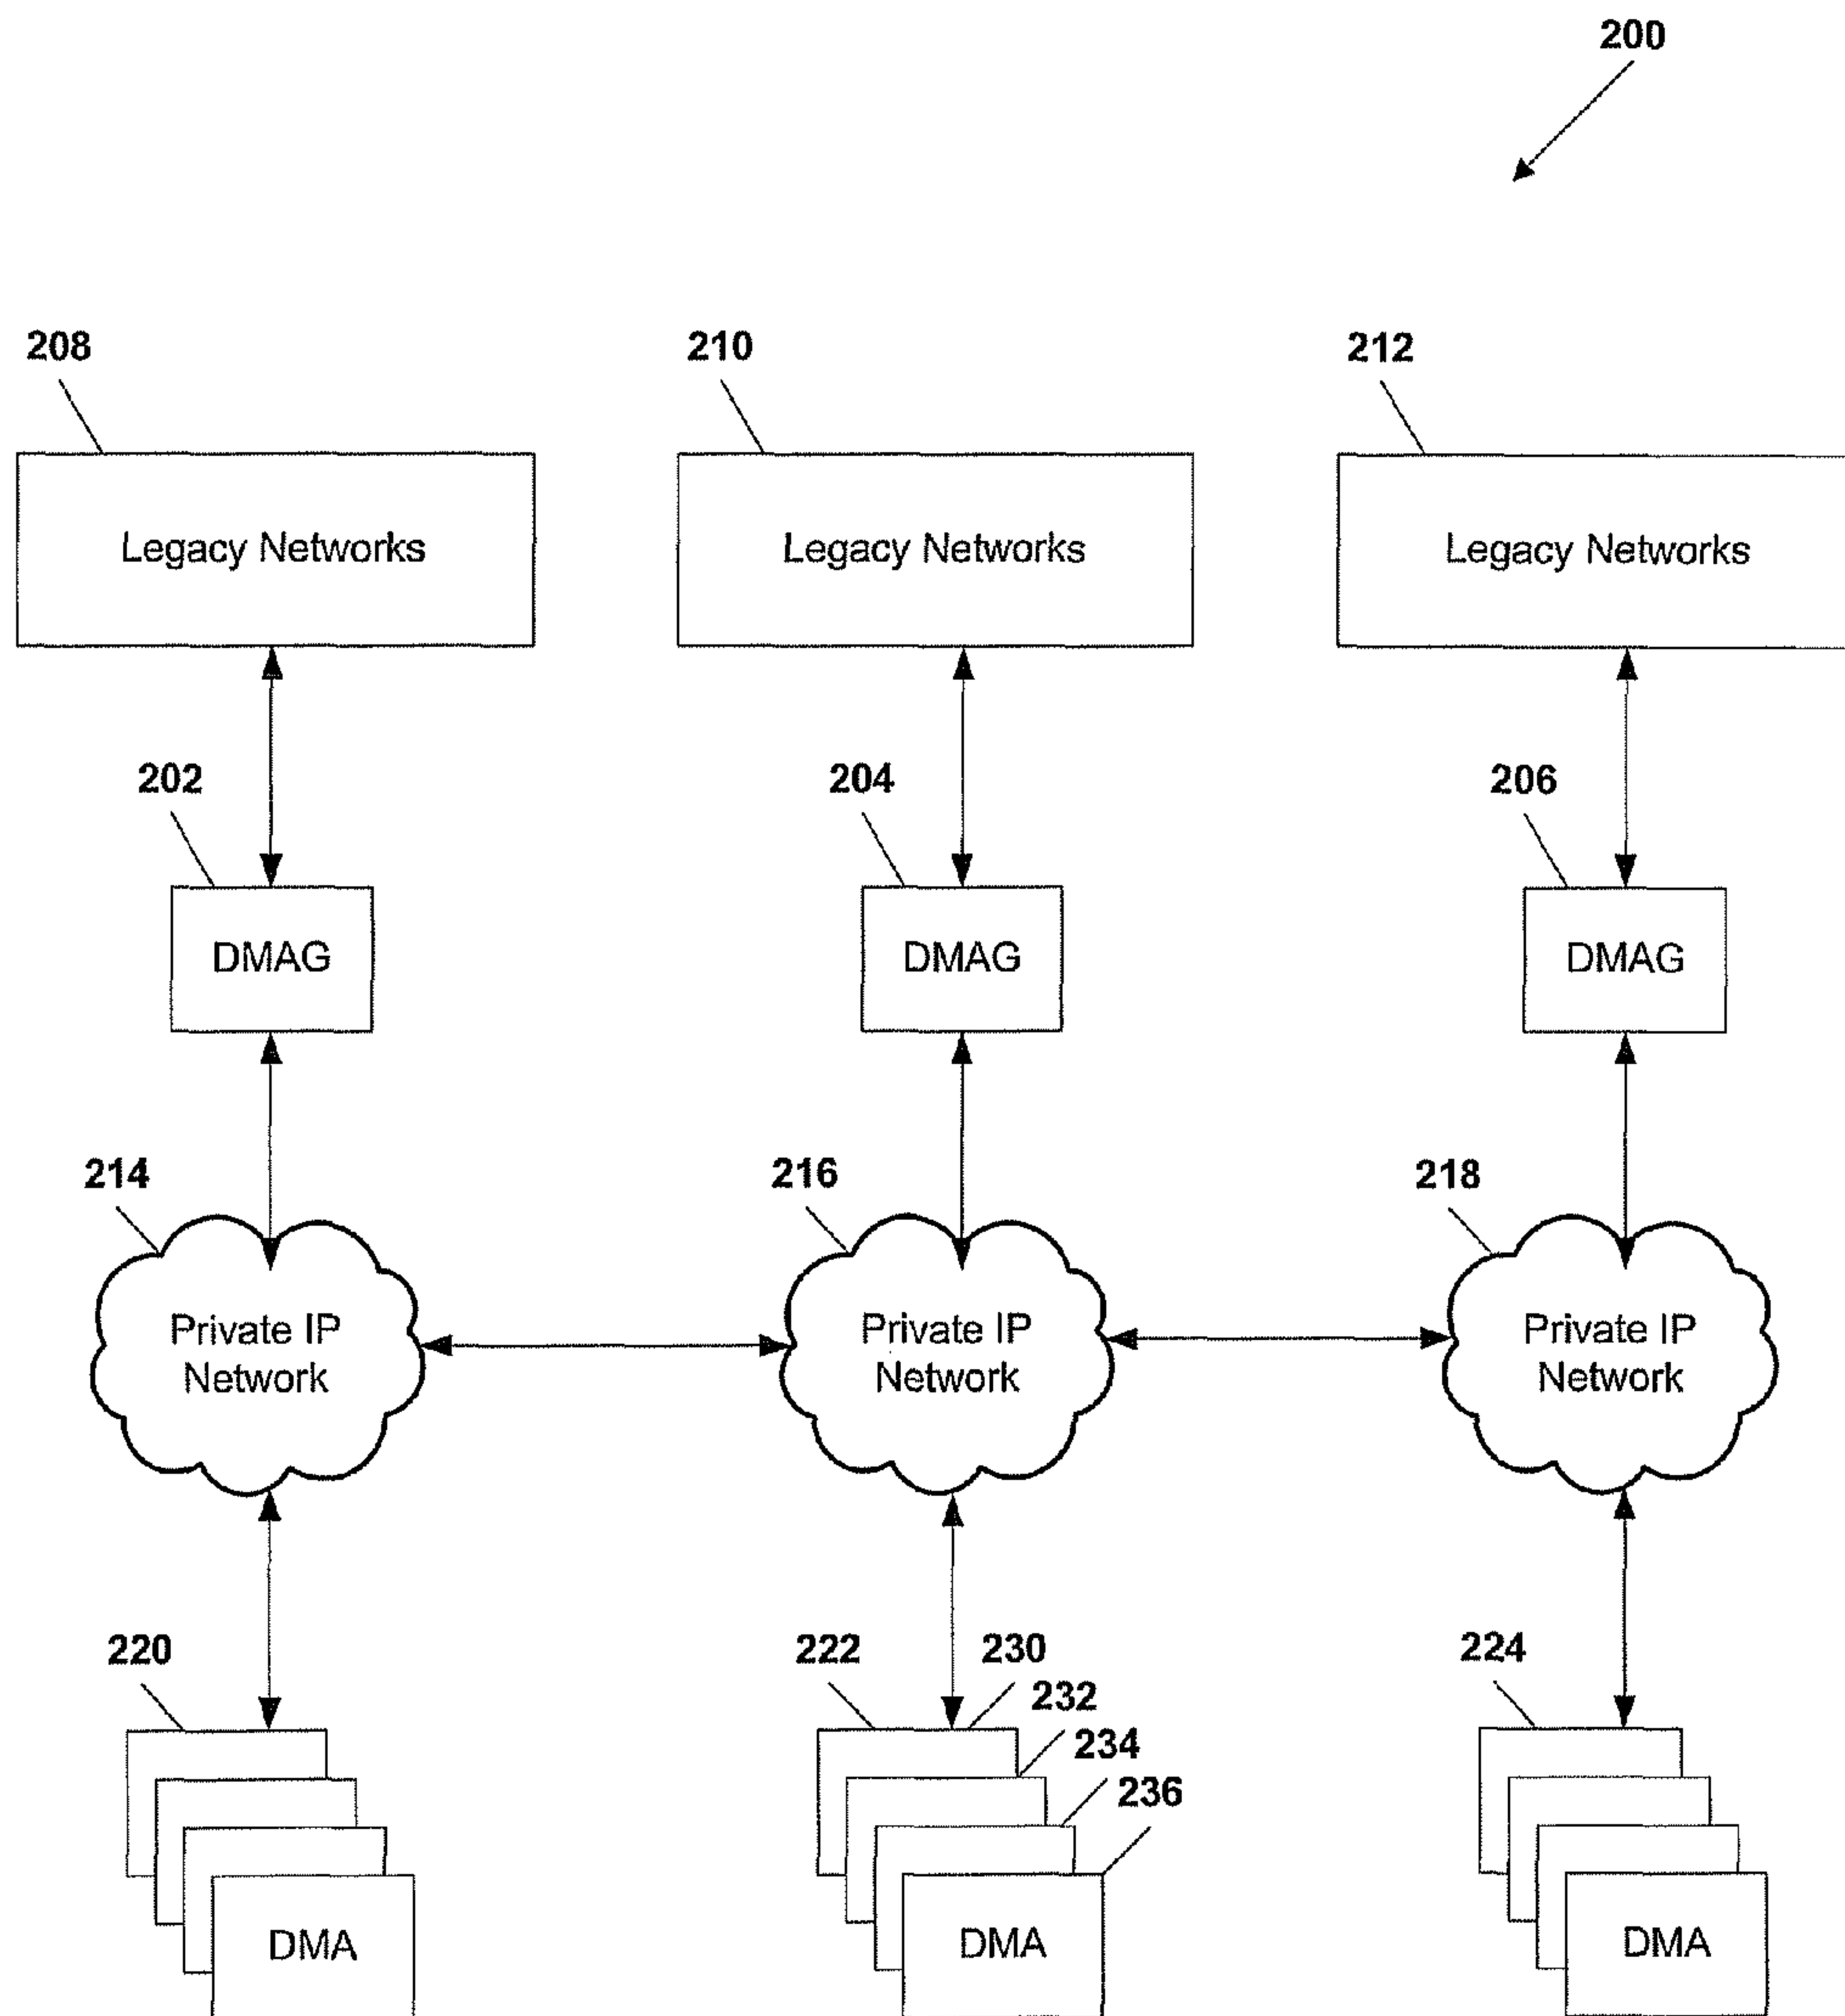 200
208
210
212
Legacy Networks
Legacy Networks
Legacy Networks
202
204
206
DMAG
DMAG
DMAG
214
216
218
Private IP
Network
Private IP
Network
Private IP
Network
220
222
230
224
232
234
236
DMA
DMA
DMA